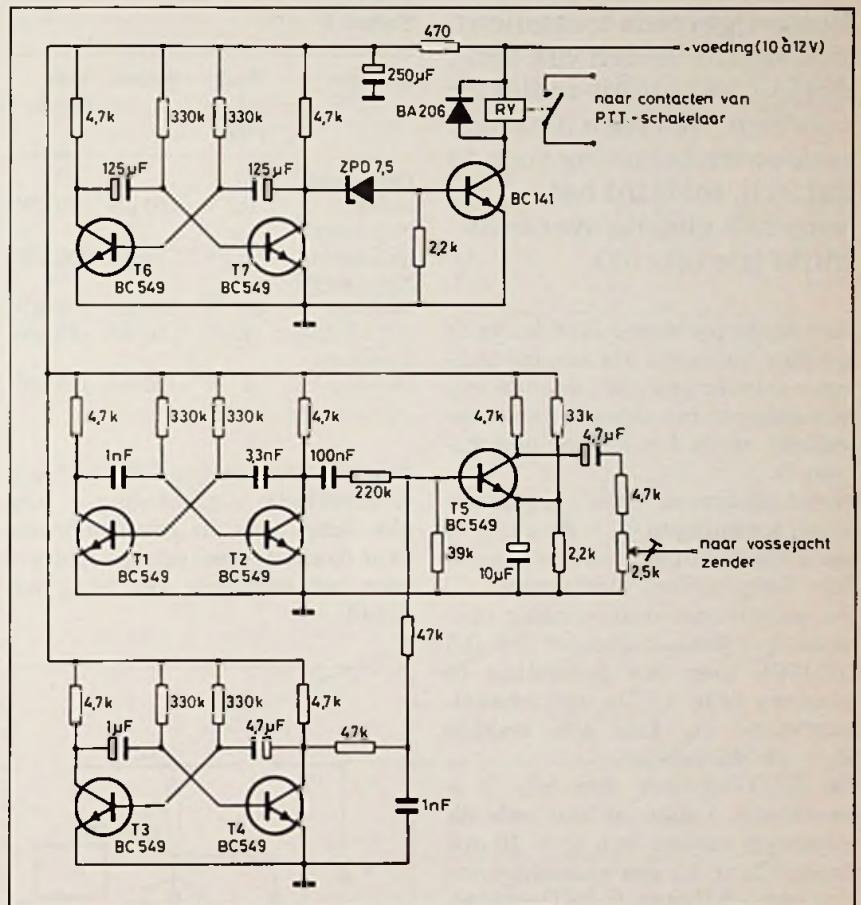 470
-voeding (10 à 12V)
250µF
4,7k
330k
330k
4,7k
BA206
RY
naar contacten van
P.T.T.-schakelaar
125µF
125µF
ZPD 7,5
BC141
T6
BC549
T7
BC549
2,2k
4,7k
330k
330k
4,7k
4,7k
33k
4,7µF
1nF
3,3nF
100nF
220k
T5
BC549
4,7k
T1
BC549
T2
BC549
39k
10µF
2,2k
2,5k
naar vossejacht
zender
47k
4,7k
330k
330k
4,7k
1µF
4,7µF
47k
T3
BC549
T4
BC549
1nF